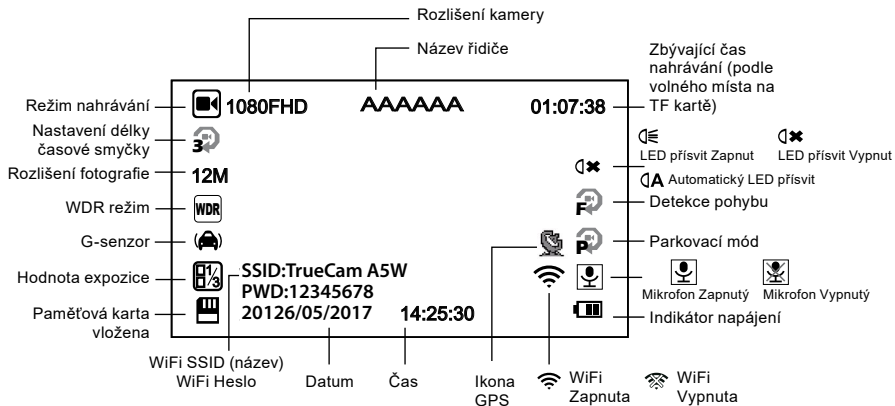 Rozlišení kamery
Název řidiče
Zbývající čas
nahrávání (podle
volného místa na
TF kartě)
Režim nahrávání
1080FHD
AAAAAA
01:07:38
Nastavení délky
časové smyčky
3
LED přísvit Zapnut
LED přísvit Vypnut
Rozlišení fotografie
12M
A Automatický LED přísvit
WDR režim
WDR
F
Detekce pohybu
G-senzor
P
Parkovací mód
Hodnota expozice
1/3
SSID:TrueCam A5W
PWD:12345678
Mikrofon Zapnutý
Mikrofon Vypnutý
Paměťová karta
vložena
20126/05/2017
14:25:30
Indikátor napájení
WiFi SSID (název)
WiFi Heslo
Datum
Čas
Ikona
GPS
WiFi
Zapnuta
WiFi
Vypnuta